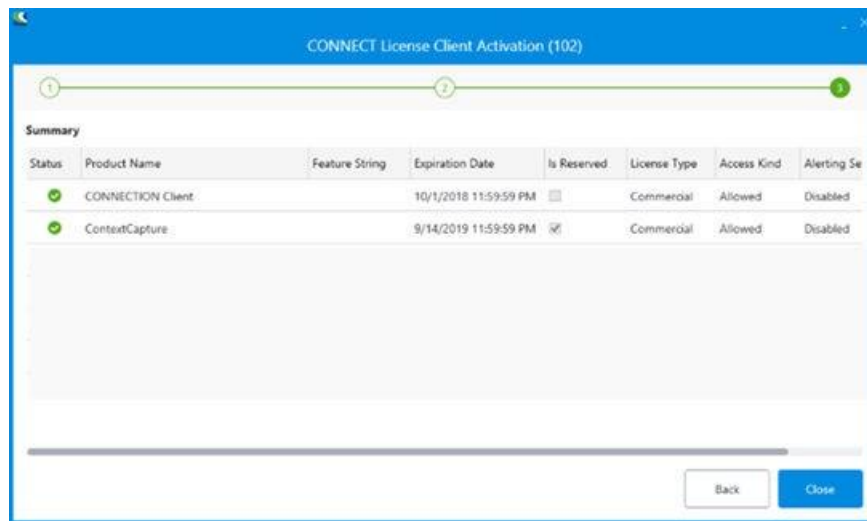 CONNECT License Client Activation (102)
1 2 3
Summary
Status Product Name Feature String Expiration Date Is Reserved License Type Access Kind Alerting Se
CONNECTION Client 10/1/2018 11:59:59 PM Commercial Allowed Disabled
ContextCapture 9/14/2019 11:59:59 PM Commercial Allowed Disabled
Back Close